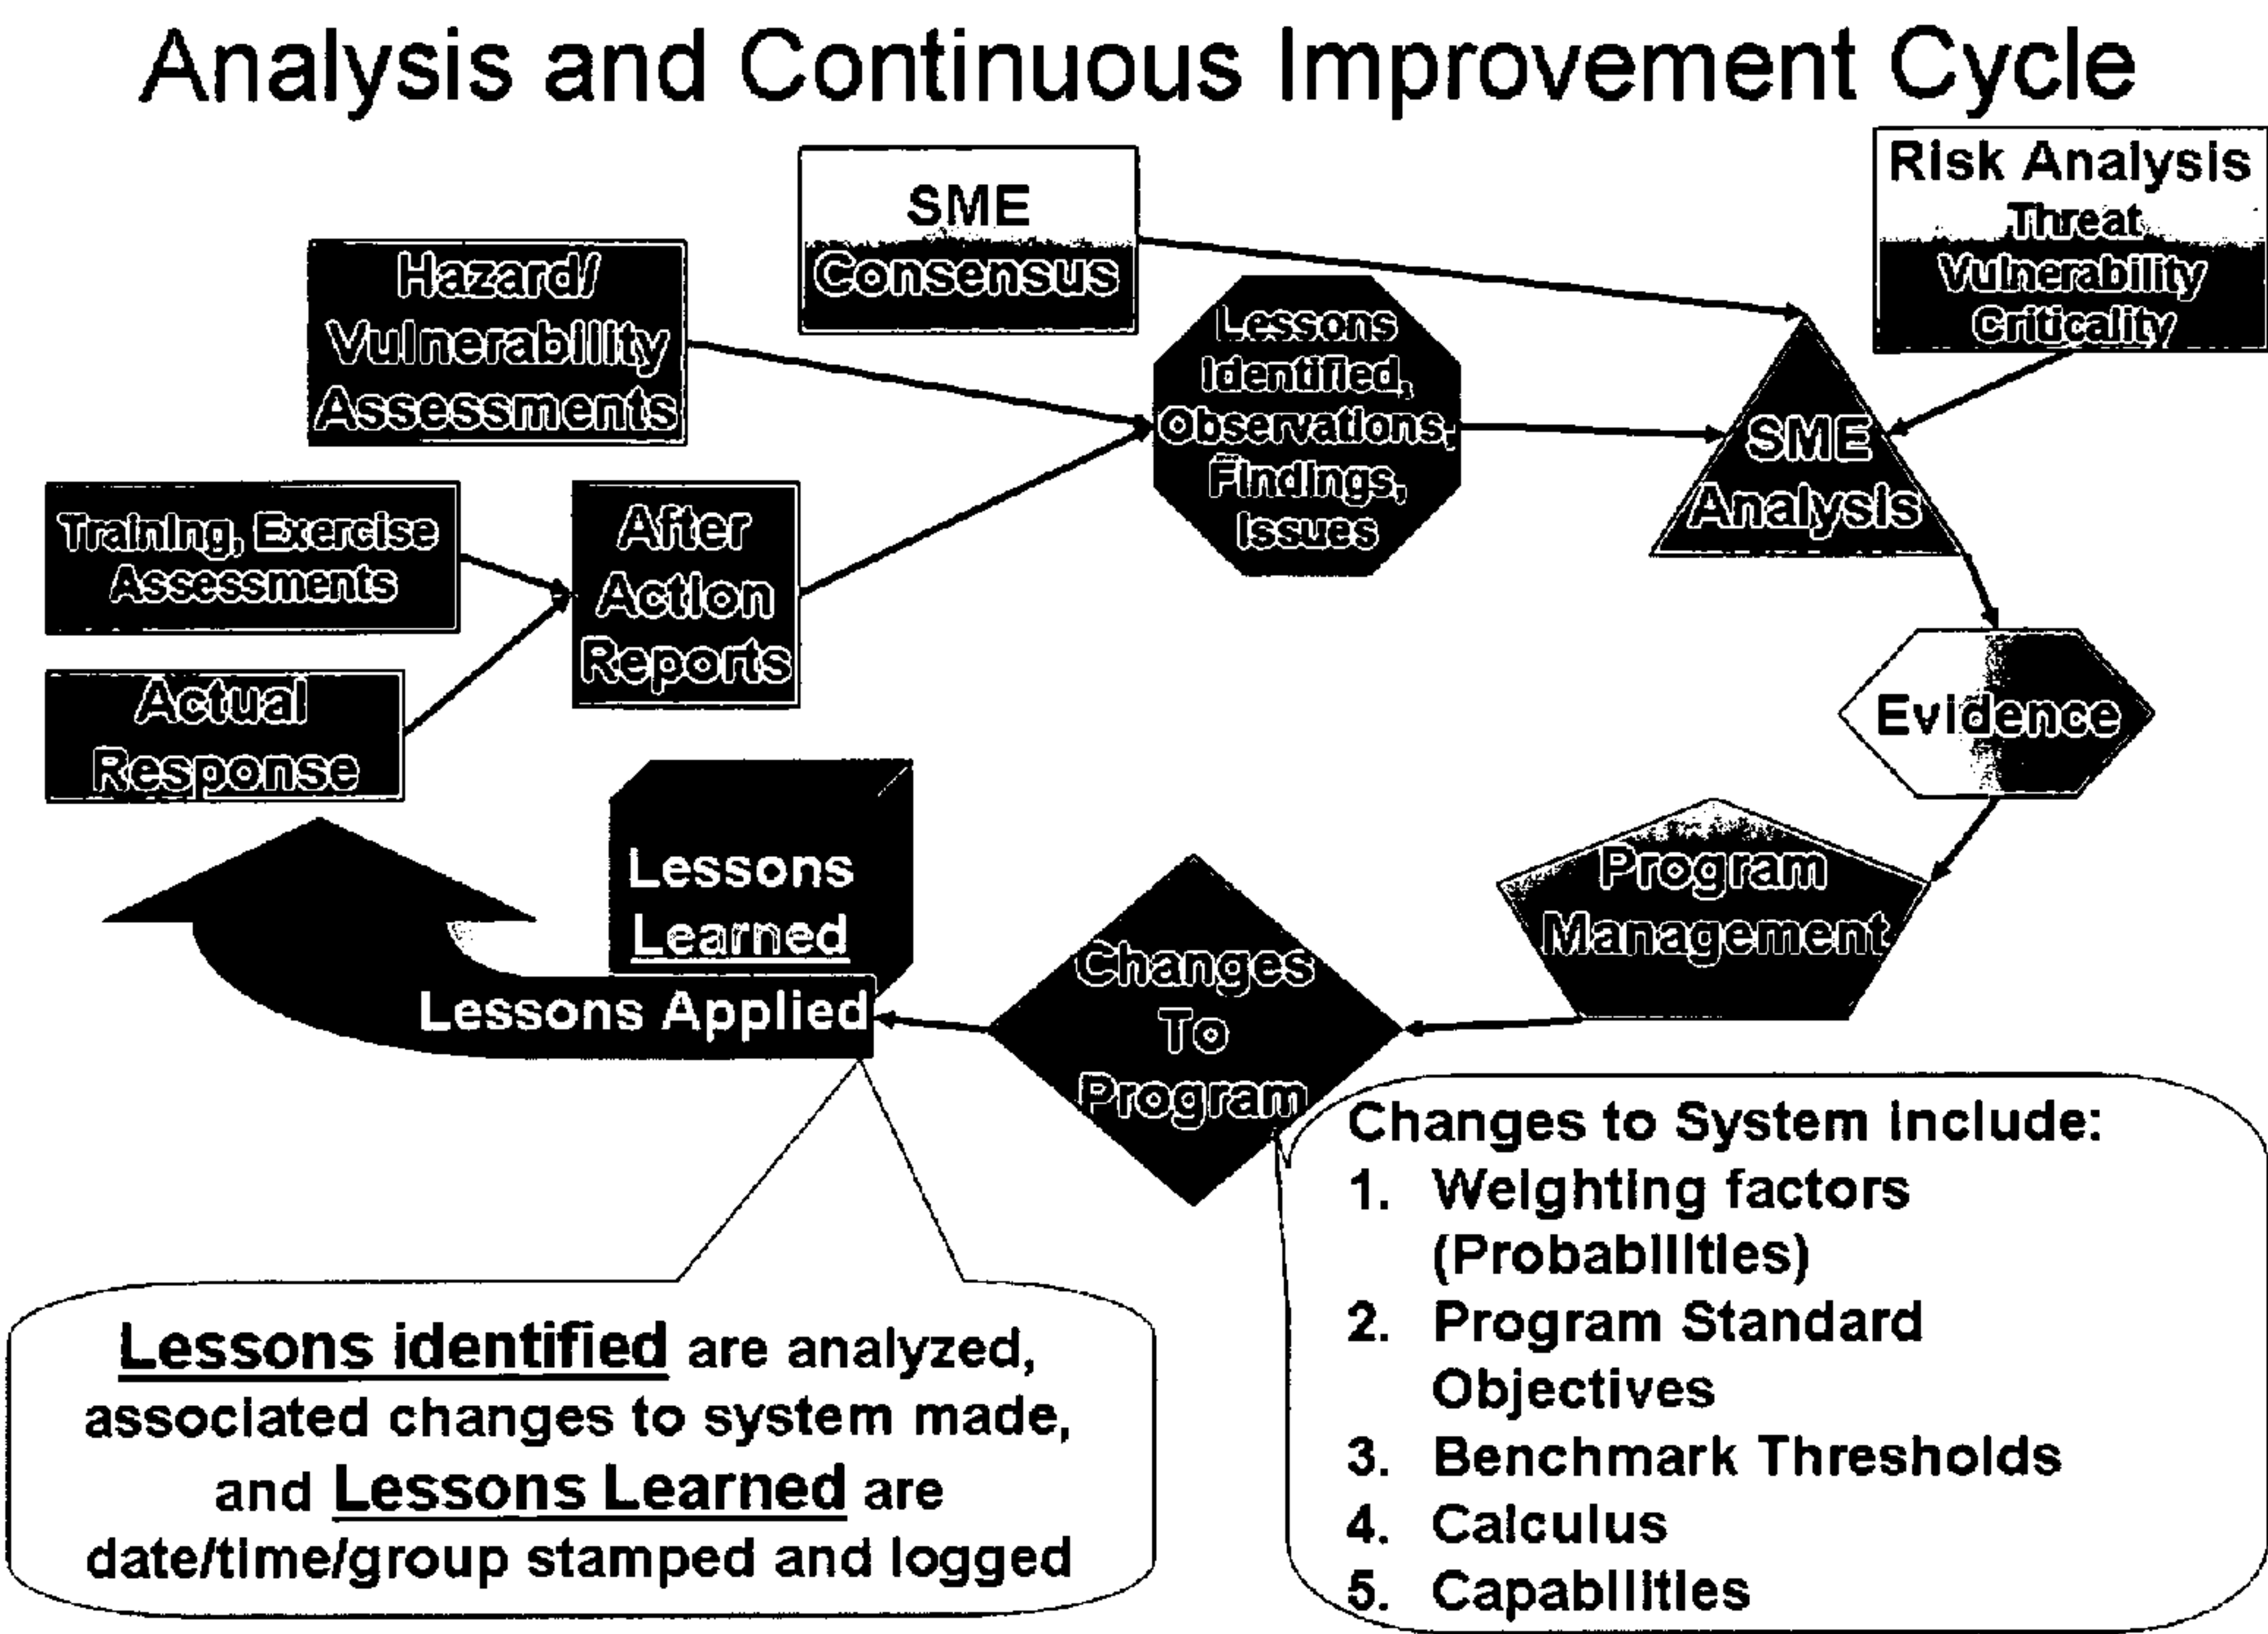 Analysis and Continuous Improvement Cycle
SME
Consensus
Risk Analysis
Threat
Vulnerability
Criticality
Hazard/
Vulnerability
Assessments
Lessons
Identified,
Observations,
Findings,
Issues
SME
Analysis
Training, Exercise
Assessments
After
Action
Reports
Actual
Response
Evidence
Program
Management
Changes
To
Program
Lessons
Learned
Lessons Applied
Changes to System include:
1. Weighting factors
(Probabilities)
2. Program Standard
Objectives
3. Benchmark Thresholds
4. Calculus
5. Capabilities
Lessons identified are analyzed,
associated changes to system made,
and Lessons Learned are
date/time/group stamped and logged